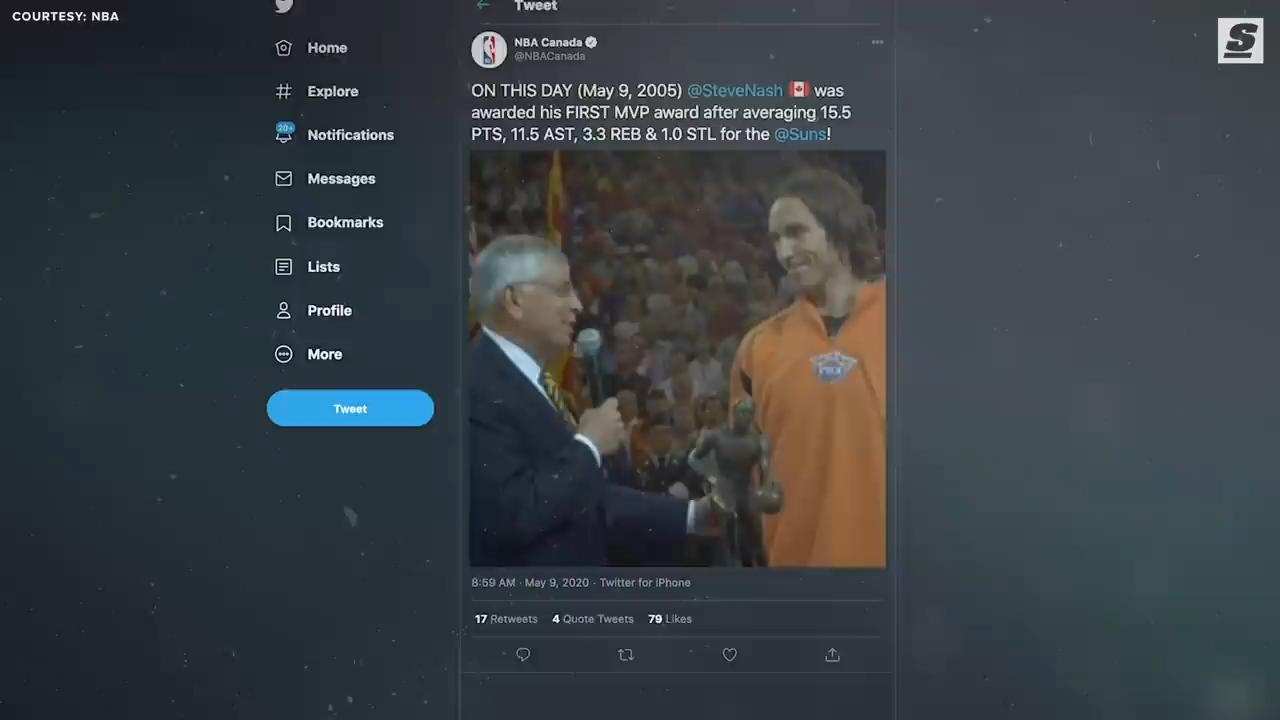 COURTESY: NBA
Tweet
Home
Explore
20+
Notifications
Messages
Bookmarks
Lists
Profile
More
Tweet
NBA Canada
@NBACanada
ON THIS DAY (May 9, 2005) @SteveNash 🇨🇦 was
awarded his FIRST MVP award after averaging 15.5
PTS, 11.5 AST, 3.3 REB & 1.0 STL for the @Suns!
8:59 AM · May 9, 2020 · Twitter for iPhone
17 Retweets 4 Quote Tweets 79 Likes
S